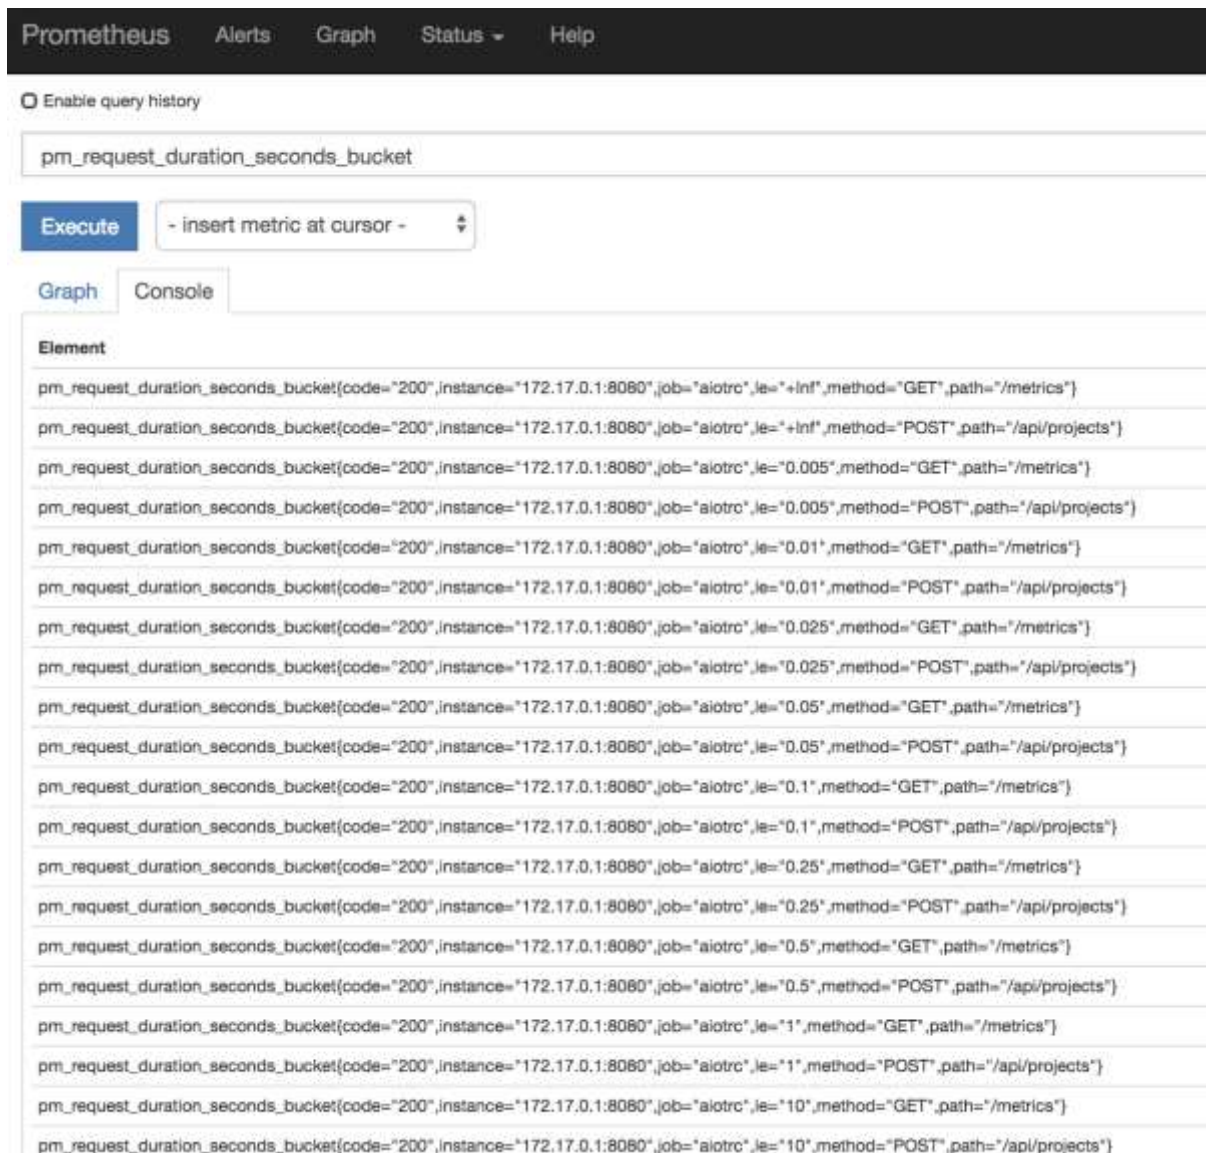 Prometheus Alerts Graph Status Help
Enable query history
pm_request_duration_seconds_bucket
Execute - insert metric at cursor -
Graph Console
Element
pm_request_duration_seconds_bucket{code="200",instance="172.17.0.1:8080",job="aiotrc",le="+Inf",method="GET",path="/metrics"}
pm_request_duration_seconds_bucket{code="200",instance="172.17.0.1:8080",job="aiotrc",le="+Inf",method="POST",path="/api/projects"}
pm_request_duration_seconds_bucket{code="200",instance="172.17.0.1:8080",job="aiotrc",le="0.005",method="GET",path="/metrics"}
pm_request_duration_seconds_bucket{code="200",instance="172.17.0.1:8080",job="aiotrc",le="0.005",method="POST",path="/api/projects"}
pm_request_duration_seconds_bucket{code="200",instance="172.17.0.1:8080",job="aiotrc",le="0.01",method="GET",path="/metrics"}
pm_request_duration_seconds_bucket{code="200",instance="172.17.0.1:8080",job="aiotrc",le="0.01",method="POST",path="/api/projects"}
pm_request_duration_seconds_bucket{code="200",instance="172.17.0.1:8080",job="aiotrc",le="0.025",method="GET",path="/metrics"}
pm_request_duration_seconds_bucket{code="200",instance="172.17.0.1:8080",job="aiotrc",le="0.025",method="POST",path="/api/projects"}
pm_request_duration_seconds_bucket{code="200",instance="172.17.0.1:8080",job="aiotrc",le="0.05",method="GET",path="/metrics"}
pm_request_duration_seconds_bucket{code="200",instance="172.17.0.1:8080",job="aiotrc",le="0.05",method="POST",path="/api/projects"}
pm_request_duration_seconds_bucket{code="200",instance="172.17.0.1:8080",job="aiotrc",le="0.1",method="GET",path="/metrics"}
pm_request_duration_seconds_bucket{code="200",instance="172.17.0.1:8080",job="aiotrc",le="0.1",method="POST",path="/api/projects"}
pm_request_duration_seconds_bucket{code="200",instance="172.17.0.1:8080",job="aiotrc",le="0.25",method="GET",path="/metrics"}
pm_request_duration_seconds_bucket{code="200",instance="172.17.0.1:8080",job="aiotrc",le="0.25",method="POST",path="/api/projects"}
pm_request_duration_seconds_bucket{code="200",instance="172.17.0.1:8080",job="aiotrc",le="0.5",method="GET",path="/metrics"}
pm_request_duration_seconds_bucket{code="200",instance="172.17.0.1:8080",job="aiotrc",le="0.5",method="POST",path="/api/projects"}
pm_request_duration_seconds_bucket{code="200",instance="172.17.0.1:8080",job="aiotrc",le="1",method="GET",path="/metrics"}
pm_request_duration_seconds_bucket{code="200",instance="172.17.0.1:8080",job="aiotrc",le="1",method="POST",path="/api/projects"}
pm_request_duration_seconds_bucket{code="200",instance="172.17.0.1:8080",job="aiotrc",le="10",method="GET",path="/metrics"}
pm_request_duration_seconds_bucket{code="200",instance="172.17.0.1:8080",job="aiotrc",le="10",method="POST",path="/api/projects"}